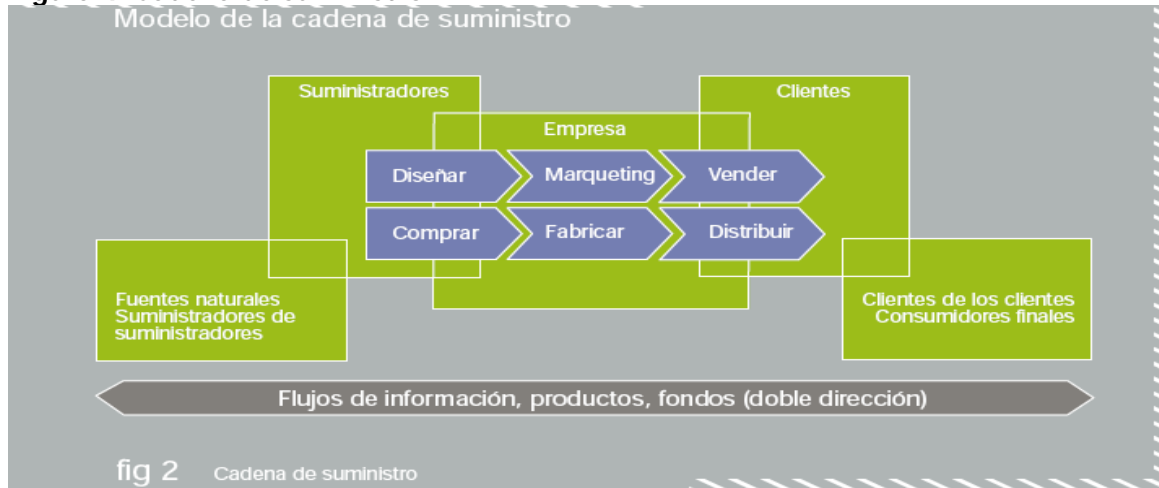 Modelo de la cadena de suministro
Suministradores
Clientes
Empresa
Diseñar
Marqueting
Vender
Comprar
Fabricar
Distribuir
Fuentes naturales
Suministradores de
suministradores
Clientes de los clientes
Consumidores finales
Flujos de información, productos, fondos (doble dirección)
fig 2 Cadena de suministro